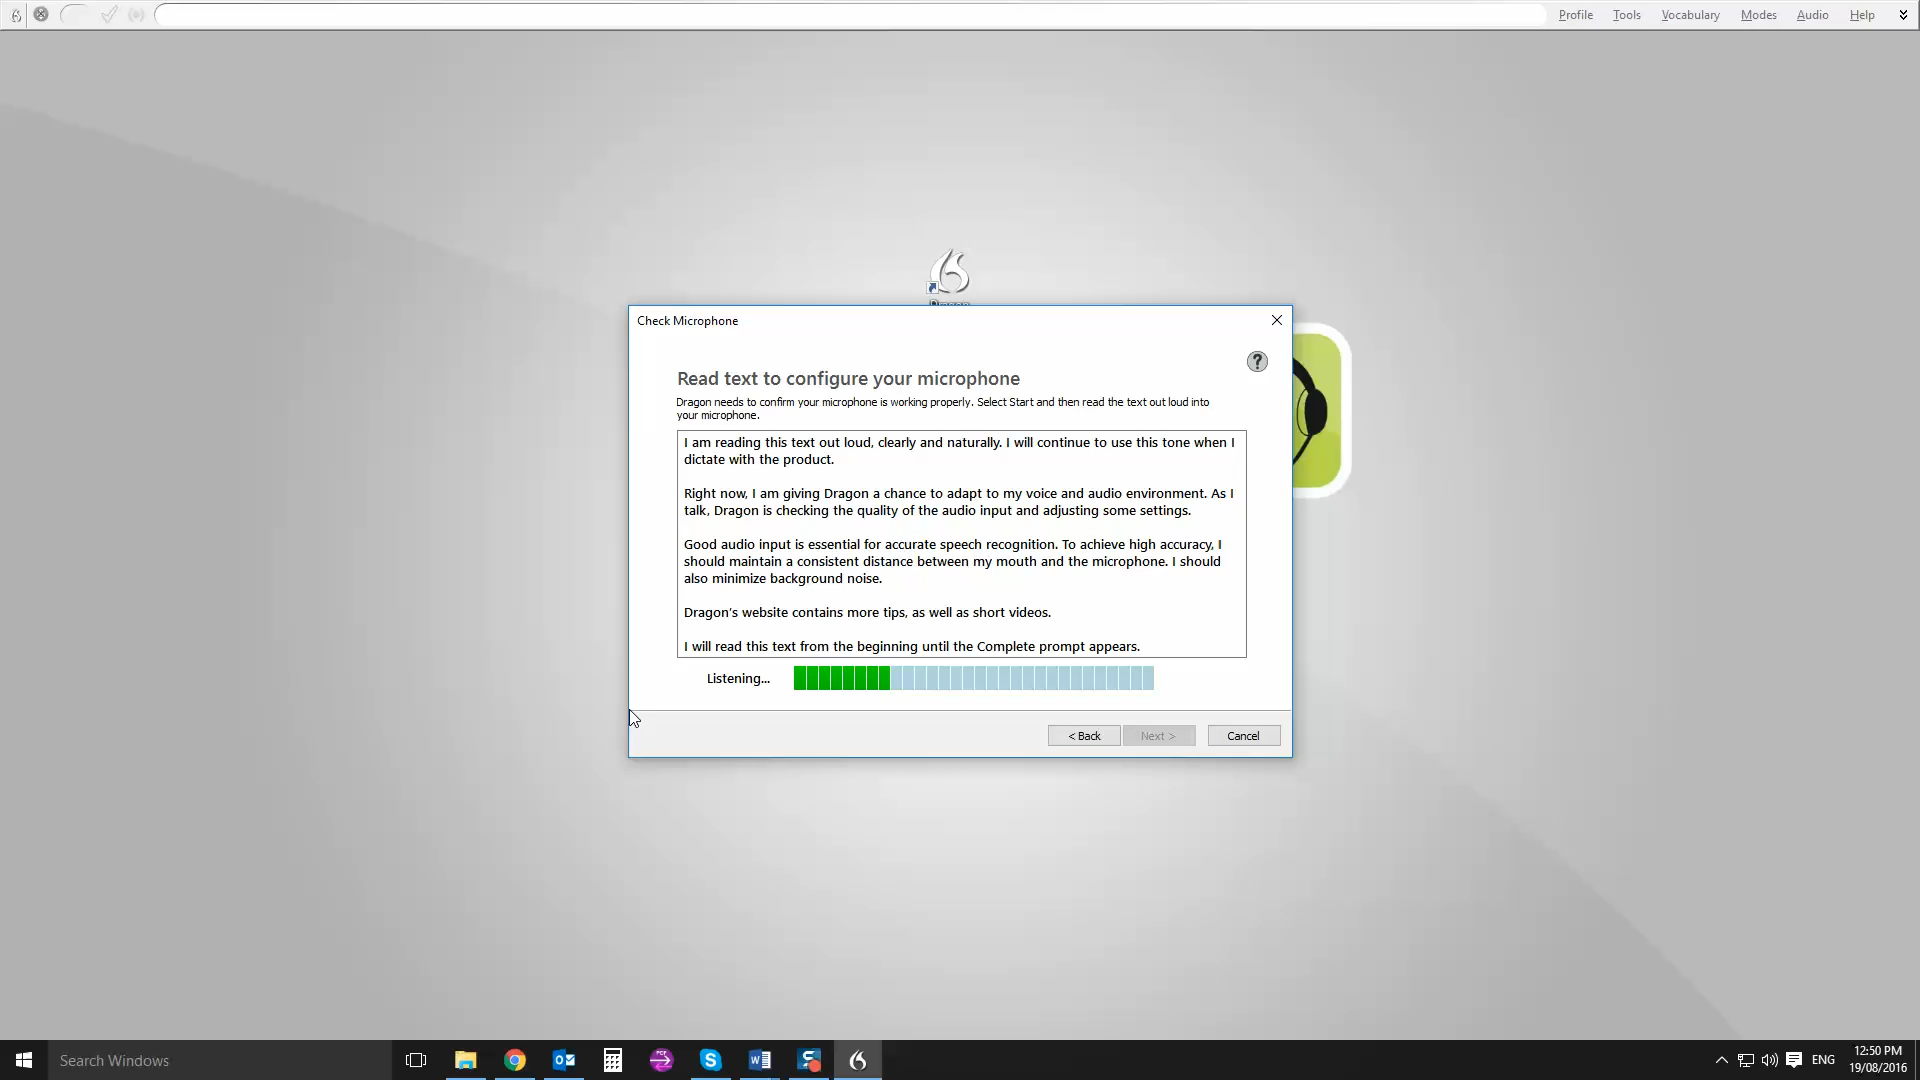 Profile Tools Vocabulary Modes Audio Help
Dragon
Check Microphone
Read text to configure your microphone
Dragon needs to confirm your microphone is working properly. Select Start and then read the text out loud into
your microphone.
I am reading this text out loud, clearly and naturally. I will continue to use this tone when I
dictate with the product.
Right now, I am giving Dragon a chance to adapt to my voice and audio environment. As I
talk, Dragon is checking the quality of the audio input and adjusting some settings.
Good audio input is essential for accurate speech recognition. To achieve high accuracy, I
should maintain a consistent distance between my mouth and the microphone. I should
also minimize background noise.
Dragon's website contains more tips, as well as short videos.
I will read this text from the beginning until the Complete prompt appears.
Listening...
< Back Next > Cancel
Search Windows
ENG
12:50 PM
19/08/2016